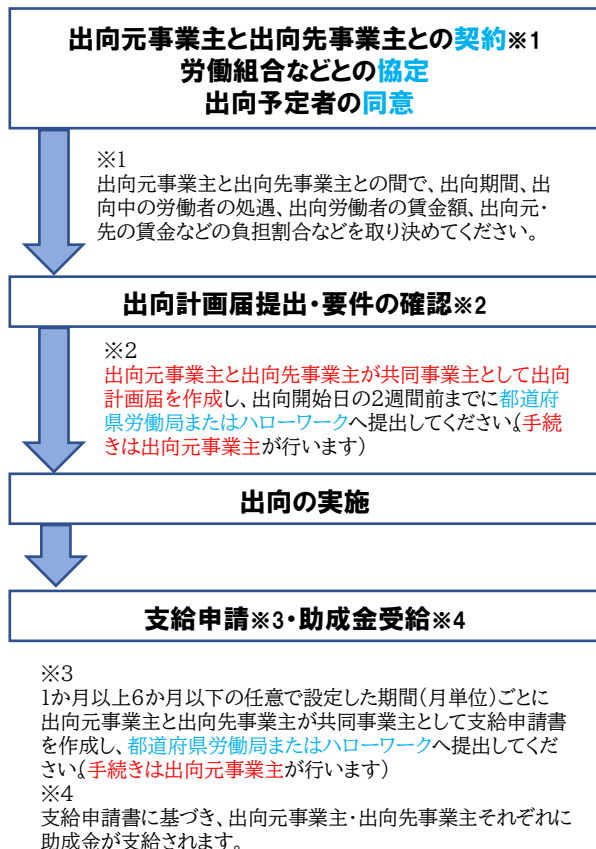 出向元事業主と出向先事業主との契約※1
労働組合などとの協定
出向予定者の同意
※1
出向元事業主と出向先事業主との間で、出向期間、出
向中の労働者の処遇、出向労働者の賃金額、出向元・
先の賃金などの負担割合などを取り決めてください。
出向計画届提出・要件の確認※2
※2
出向元事業主と出向先事業主が共同事業主として出向
計画届を作成し、出向開始日の2週間前までに都道府
県労働局またはハローワークへ提出してください。(手続
きは出向元事業主が行います)
出向の実施
支給申請※3・助成金受給※4
※3
1か月以上6か月以下の任意で設定した期間(月単位)ごとに
出向元事業主と出向先事業主が共同事業主として支給申請書
を作成し、都道府県労働局またはハローワークへ提出してくだ
さい。(手続きは出向元事業主が行います)
※4
支給申請書に基づき、出向元事業主・出向先事業主それぞれに
助成金が支給されます。